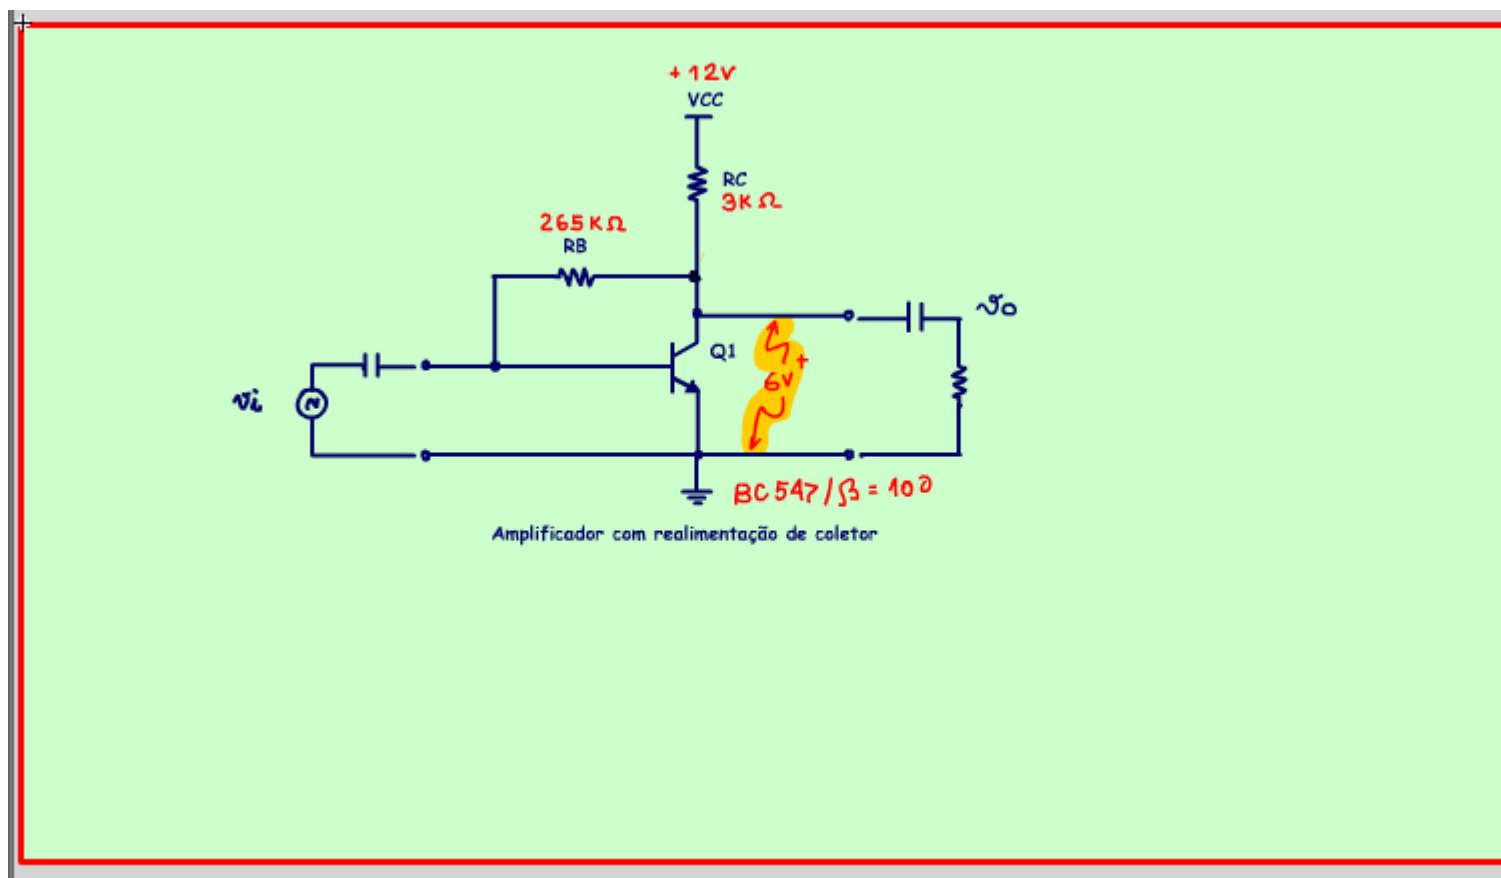 +12V
VCC
RC
3KΩ
265KΩ
RB
vo
Q1
+
6V
vi
BC547/β=100
Amplificador com realimentação de coletor